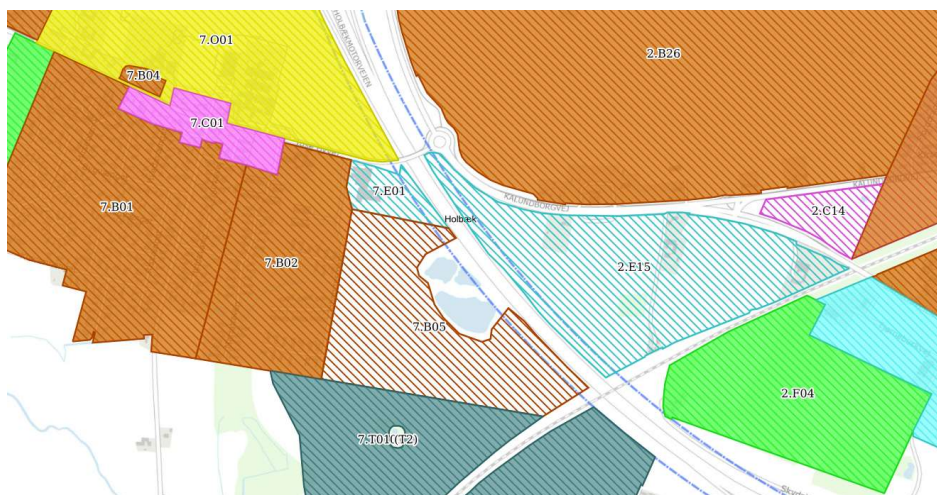 7.O01
HOLBÆKMOTORVEJEN
2.B26
7.B04
7.C01
7.E01
KALUNDBORGVEJ
7.B01
Holbæk
2.C14
7.B02
2.E15
7.B05
2.F04
7.T01(T2)